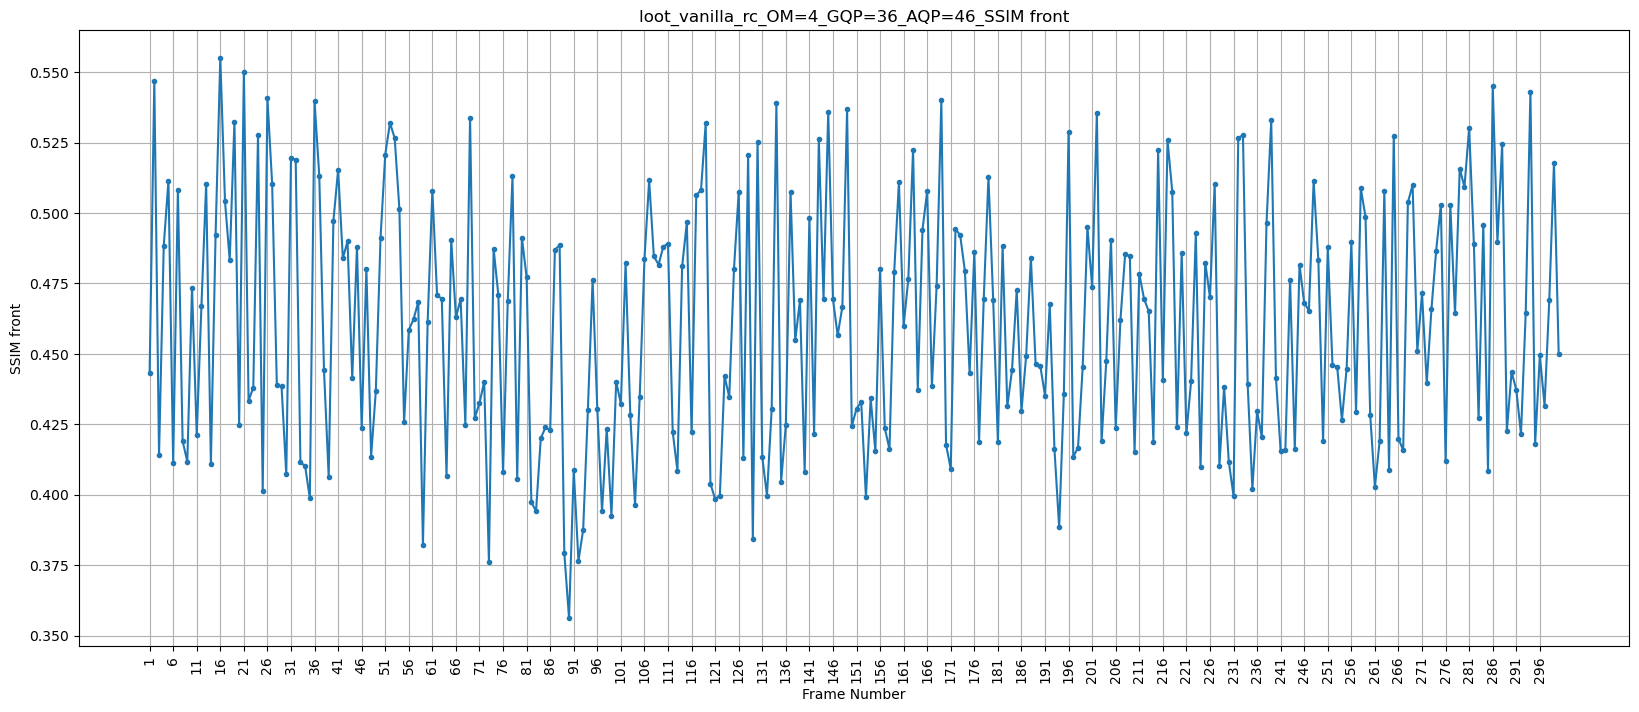 loot_vanilla_rc_OM=4_GQP=36_AQP=46_SSIM front
0.550
0.525
0.500
0.475
0.450
0.425
0.400
0.375
0.350
SSIM front
1 6 11 16 21 26 31 36 41 46 51 56 61 66 71 76 81 86 91 96 101 106 111 116 121 126 131 136 141 146 151 156 161 166 171 176 181 186 191 196 201 206 211 216 221 226 231 236 241 246 251 256 261 266 271 276 281 286 291 296
Frame Number